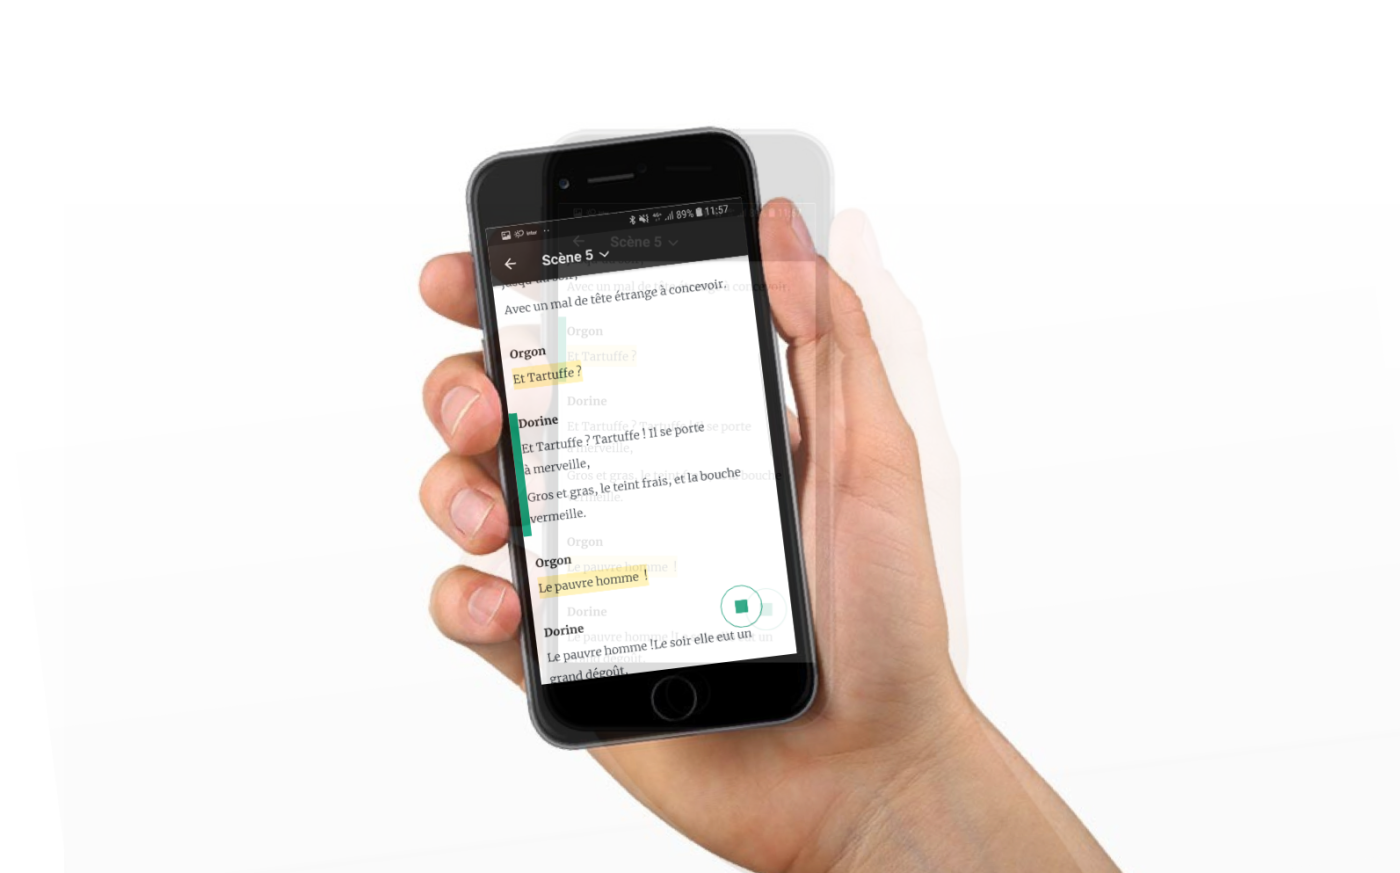 89% 11:57
Scène 5
Avec un mal de tête étrange à concevoir.
Orgon
Et Tartuffe ?
Dorine
Et Tartuffe ? Tartuffe ! Il se porte
à merveille,
Gros et gras, le teint frais, et la bouche
vermeille.
Orgon
Le pauvre homme !
Dorine
Le pauvre homme !Le soir elle eut un
grand dégoût,